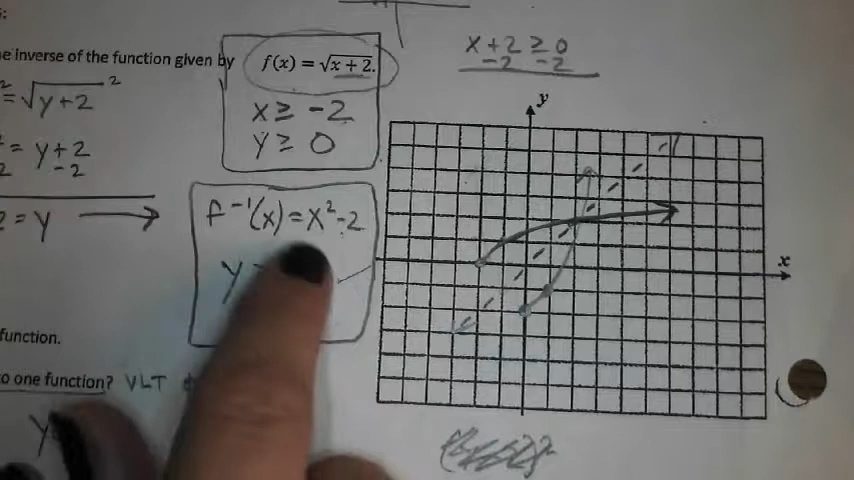 e inverse of the function given by f(x) = √x + 2.
x + 2 ≥ 0
-2 -2
= √y+2 ²
x ≥ -2
y ≥ 0
= y+2
-2
= y
f⁻¹(x) = x²-2
y
y
x
function.
to one function? VLT
y